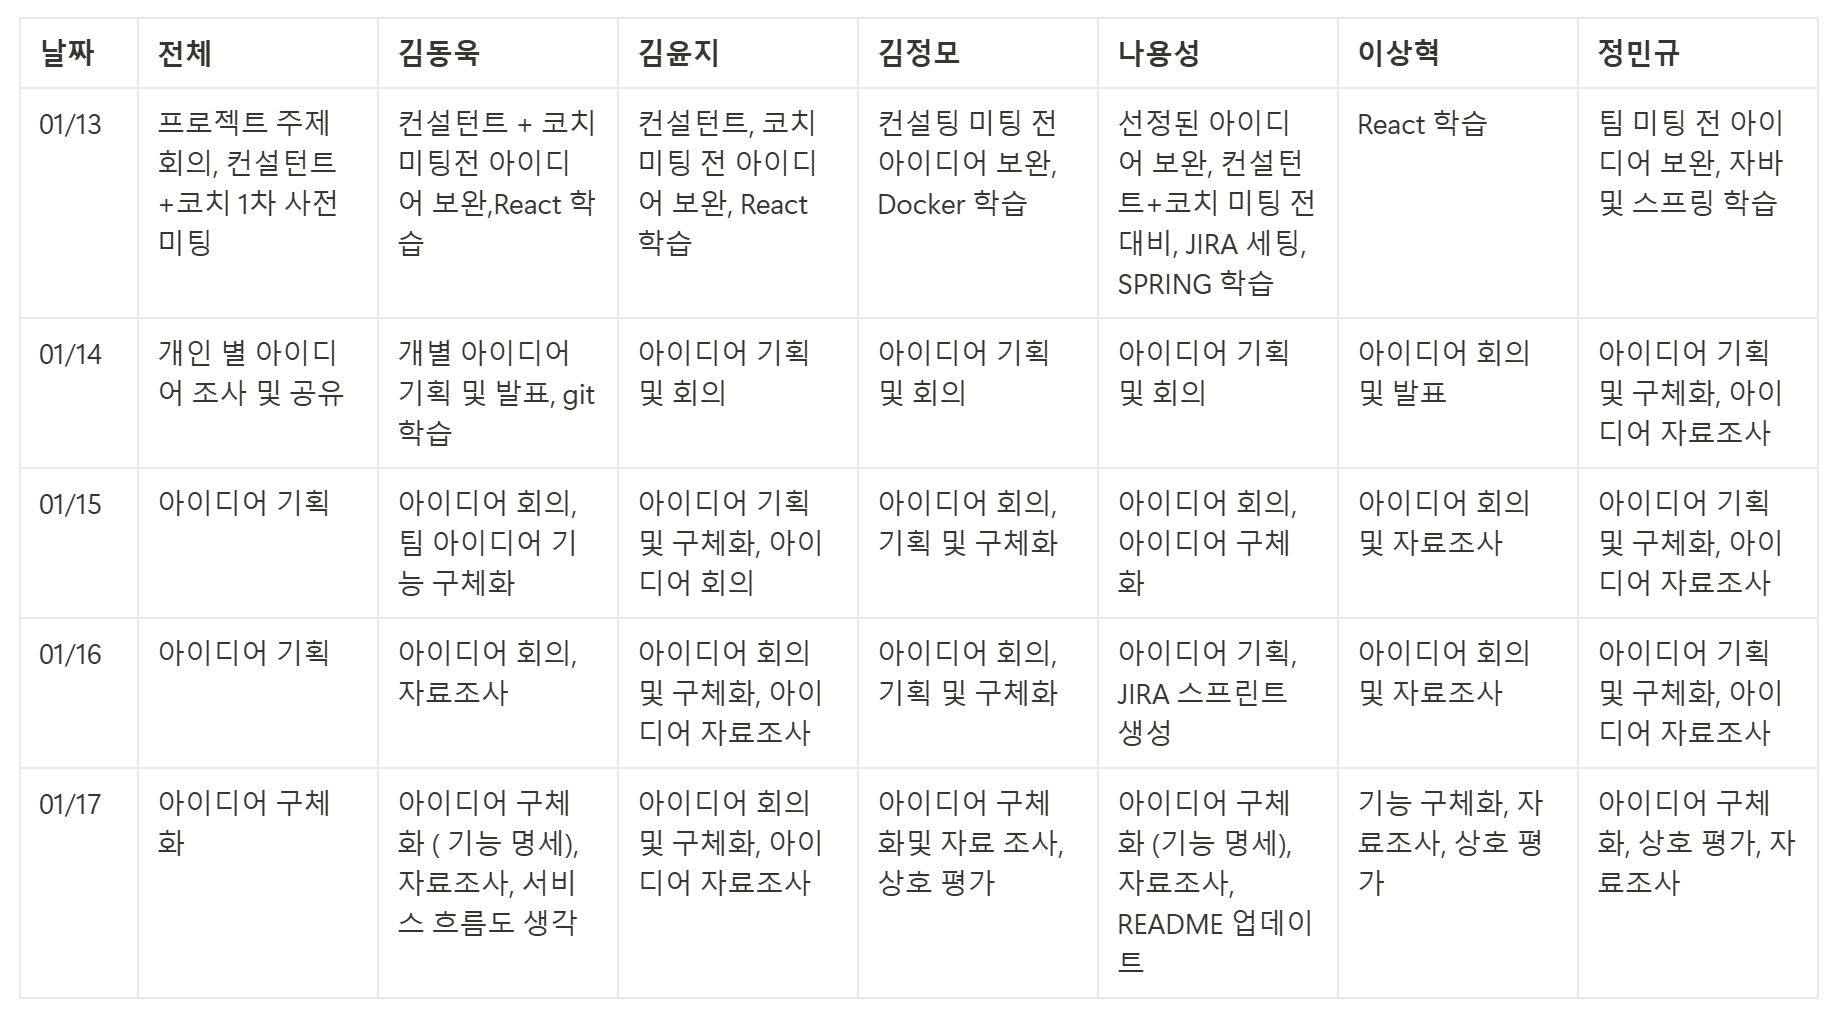 날짜
전체
김동욱
김윤지
김정모
나용성
이상혁
정민규
01/13
프로젝트 주제
회의, 컨설턴트
+코치 1차 사전
미팅
컨설턴트 + 코치
미팅전 아이디
어 보완,React 학
습
컨설턴트, 코치
미팅 전 아이디
어 보완, React
학습
컨설팅 미팅 전
아이디어 보완,
Docker 학습
선정된 아이디
어 보완, 컨설턴
트+코치 미팅 전
대비, JIRA 세팅,
SPRING 학습
React 학습
팀 미팅 전 아이
디어 보완, 자바
및 스프링 학습
01/14
개인 별 아이디
어 조사 및 공유
개별 아이디어
기획 및 발표, git
학습
아이디어 기획
및 회의
아이디어 기획
및 회의
아이디어 기획
및 회의
아이디어 회의
및 발표
아이디어 기획
및 구체화, 아이
디어 자료조사
01/15
아이디어 기획
아이디어 회의,
팀 아이디어 기
능 구체화
아이디어 기획
및 구체화, 아이
디어 회의
아이디어 회의,
기획 및 구체화
아이디어 회의,
아이디어 구체
화
아이디어 회의
및 자료조사
아이디어 기획
및 구체화, 아이
디어 자료조사
01/16
아이디어 기획
아이디어 회의,
자료조사
아이디어 회의
및 구체화, 아이
디어 자료조사
아이디어 회의,
기획 및 구체화
아이디어 기획,
JIRA 스프린트
생성
아이디어 회의
및 자료조사
아이디어 기획
및 구체화, 아이
디어 자료조사
01/17
아이디어 구체
화
아이디어 구체
화 ( 기능 명세),
자료조사, 서비
스 흐름도 생각
아이디어 회의
및 구체화, 아이
디어 자료조사
아이디어 구체
화및 자료 조사,
상호 평가
아이디어 구체
화 (기능 명세),
자료조사,
README 업데이
트
기능 구체화, 자
료조사, 상호 평
가
아이디어 구체
화, 상호 평가, 자
료조사